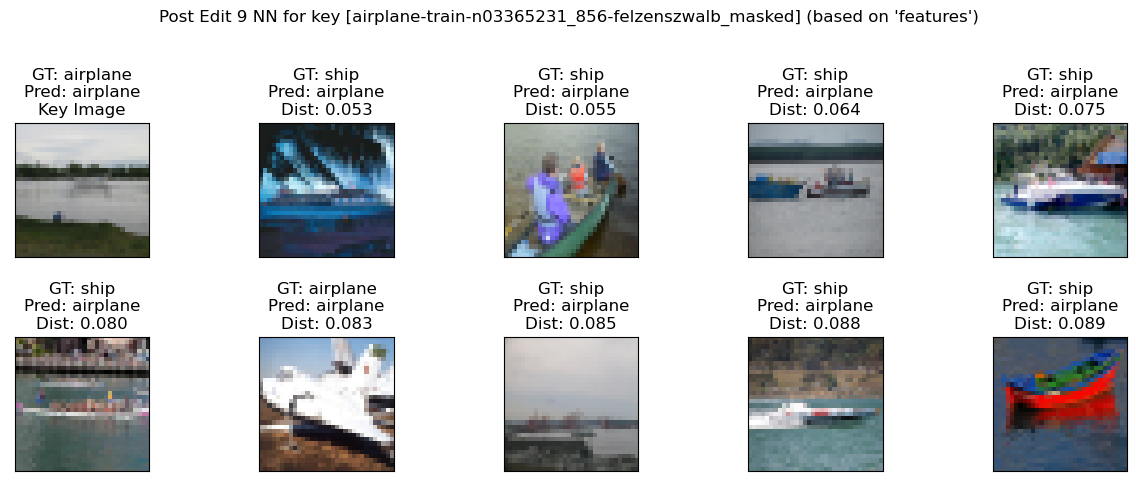 Post Edit 9 NN for key [airplane-train-n03365231_856-felzenszwalb_masked] (based on 'features')
GT: airplane
Pred: airplane
Key Image
GT: ship
Pred: airplane
Dist: 0.053
GT: ship
Pred: airplane
Dist: 0.055
GT: ship
Pred: airplane
Dist: 0.064
GT: ship
Pred: airplane
Dist: 0.075
GT: ship
Pred: airplane
Dist: 0.080
GT: airplane
Pred: airplane
Dist: 0.083
GT: ship
Pred: airplane
Dist: 0.085
GT: ship
Pred: airplane
Dist: 0.088
GT: ship
Pred: airplane
Dist: 0.089